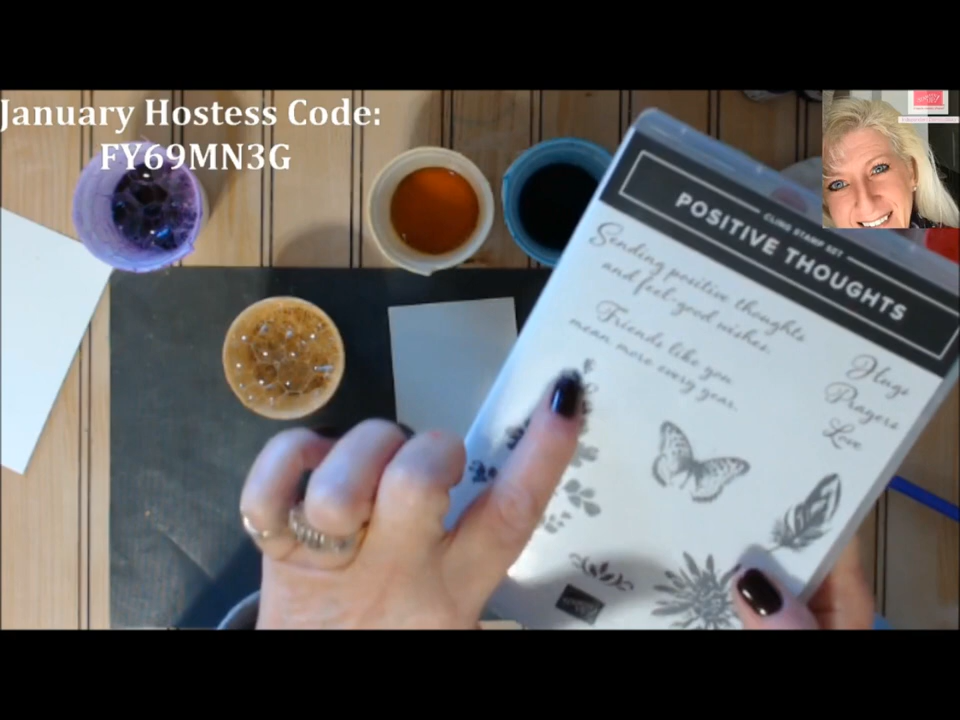 January Hostess Code:
FY69MN3G
CLING STAMP SET
POSITIVE THOUGHTS
Sending positive thoughts
and feel-good wishes.
Friends like you
mean more every year.
Hugs
Prayers
Love